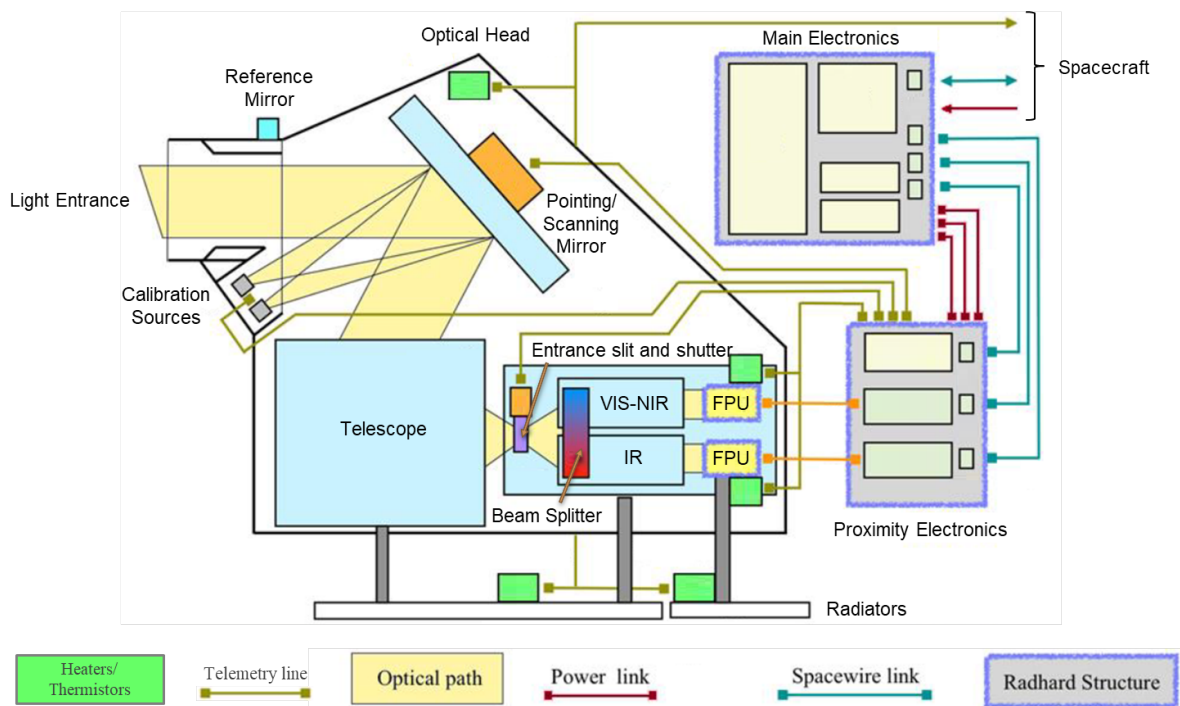 Optical Head
Main Electronics
Spacecraft
Reference
Mirror
Light Entrance
Pointing/
Scanning
Mirror
Calibration
Sources
Entrance slit and shutter
Telescope
VIS-NIR
FPU
IR
FPU
Beam Splitter
Proximity Electronics
Radiators
Heaters/
Thermistors
Telemetry line
Optical path
Power link
Spacewire link
Radhard Structure